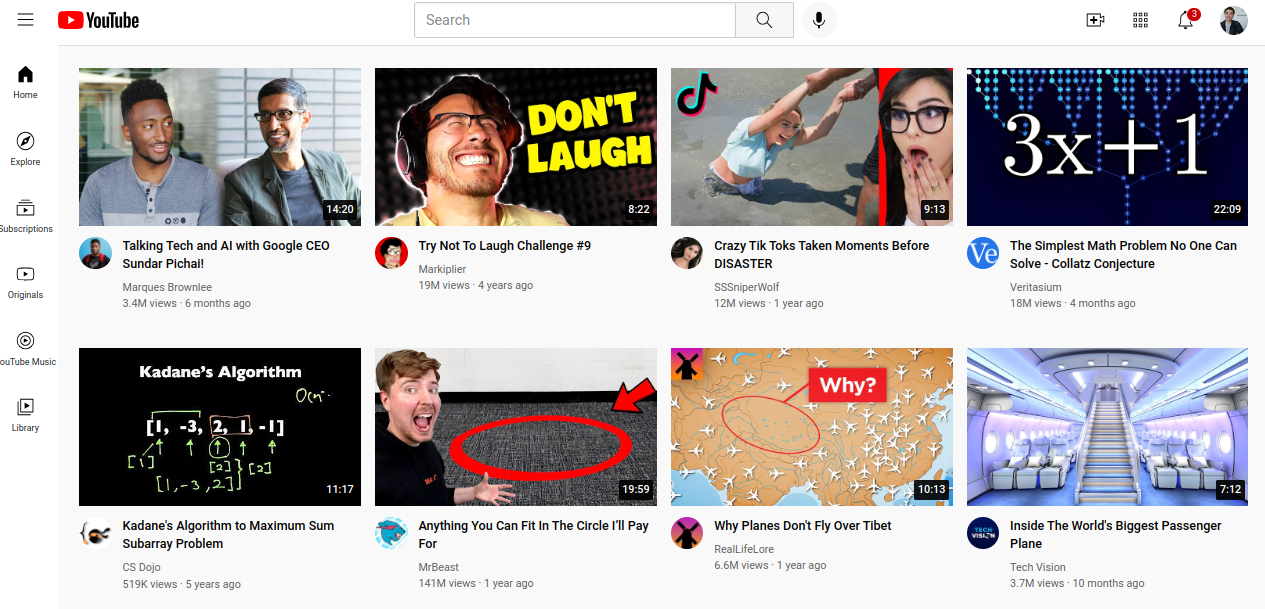 YouTube
Search
3
Home
Explore
Subscriptions
Originals
ouTube Music
Library
14:20
DON'T
LAUGH
8:22
9:13
3x+1
22:09
Talking Tech and AI with Google CEO
Sundar Pichai!
Marques Brownlee
3.4M views · 6 months ago
Try Not To Laugh Challenge #9
Markiplier
19M views · 4 years ago
Crazy Tik Toks Taken Moments Before
DISASTER
SSSniperWolf
12M views · 1 year ago
Ve
The Simplest Math Problem No One Can
Solve - Collatz Conjecture
Veritasium
18M views · 4 months ago
Kadane's Algorithm
[1, -3, 2, 1, -1]
[1]
[2]
[2]
[1, -3, 2]
11:17
19:59
Why?
10:13
7:12
Kadane's Algorithm to Maximum Sum
Subarray Problem
CS Dojo
519K views · 5 years ago
Anything You Can Fit In The Circle I'll Pay
For
MrBeast
141M views · 1 year ago
Why Planes Don't Fly Over Tibet
RealLifeLore
6.6M views · 1 year ago
TECH
VISION
Inside The World's Biggest Passenger
Plane
Tech Vision
3.7M views · 10 months ago